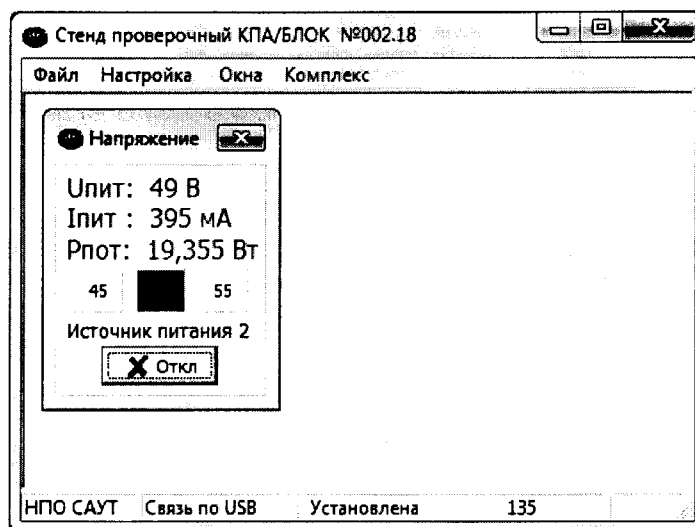 Стенд проверочный КПА/БЛОК №002.18
Файл Настройка Окна Комплекс
Напряжение
Uпит: 49 В
Iпит : 395 мА
Pпот: 19,355 Вт
45 55
Источник питания 2
Откл
НПО САУТ Связь по USB Установлена 135